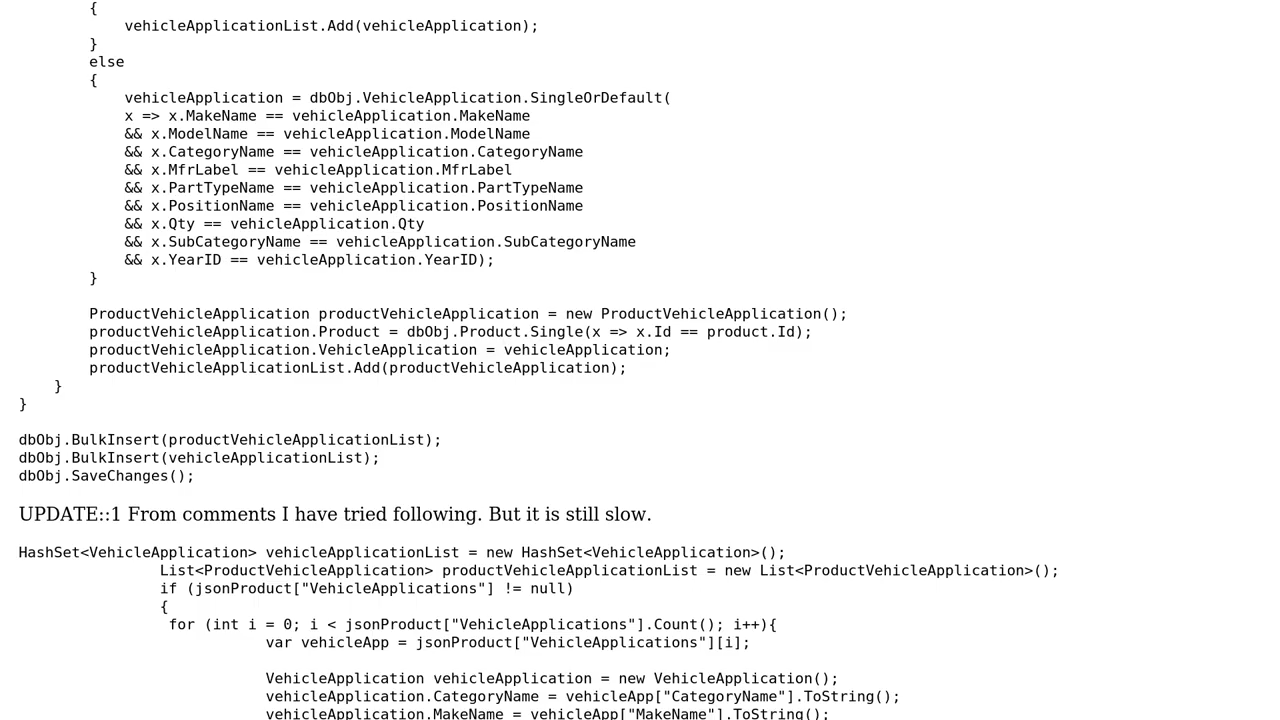 {
vehicleApplicationList.Add(vehicleApplication);
}
else
{
vehicleApplication = dbObj.VehicleApplication.SingleOrDefault(
x => x.MakeName == vehicleApplication.MakeName
&& x.ModelName == vehicleApplication.ModelName
&& x.CategoryName == vehicleApplication.CategoryName
&& x.MfrLabel == vehicleApplication.MfrLabel
&& x.PartTypeName == vehicleApplication.PartTypeName
&& x.PositionName == vehicleApplication.PositionName
&& x.Qty == vehicleApplication.Qty
&& x.SubCategoryName == vehicleApplication.SubCategoryName
&& x.YearID == vehicleApplication.YearID);
}
ProductVehicleApplication productVehicleApplication = new ProductVehicleApplication();
productVehicleApplication.Product = dbObj.Product.Single(x => x.Id == product.Id);
productVehicleApplication.VehicleApplication = vehicleApplication;
productVehicleApplicationList.Add(productVehicleApplication);
}
}
dbObj.BulkInsert(productVehicleApplicationList);
dbObj.BulkInsert(vehicleApplicationList);
dbObj.SaveChanges();
UPDATE::1 From comments I have tried following. But it is still slow.
HashSet<VehicleApplication> vehicleApplicationList = new HashSet<VehicleApplication>();
List<ProductVehicleApplication> productVehicleApplicationList = new List<ProductVehicleApplication>();
if (jsonProduct["VehicleApplications"] != null)
{
for (int i = 0; i < jsonProduct["VehicleApplications"].Count(); i++){
var vehicleApp = jsonProduct["VehicleApplications"][i];
VehicleApplication vehicleApplication = new VehicleApplication();
vehicleApplication.CategoryName = vehicleApp["CategoryName"].ToString();
vehicleApplication.MakeName = vehicleApp["MakeName"].ToString();